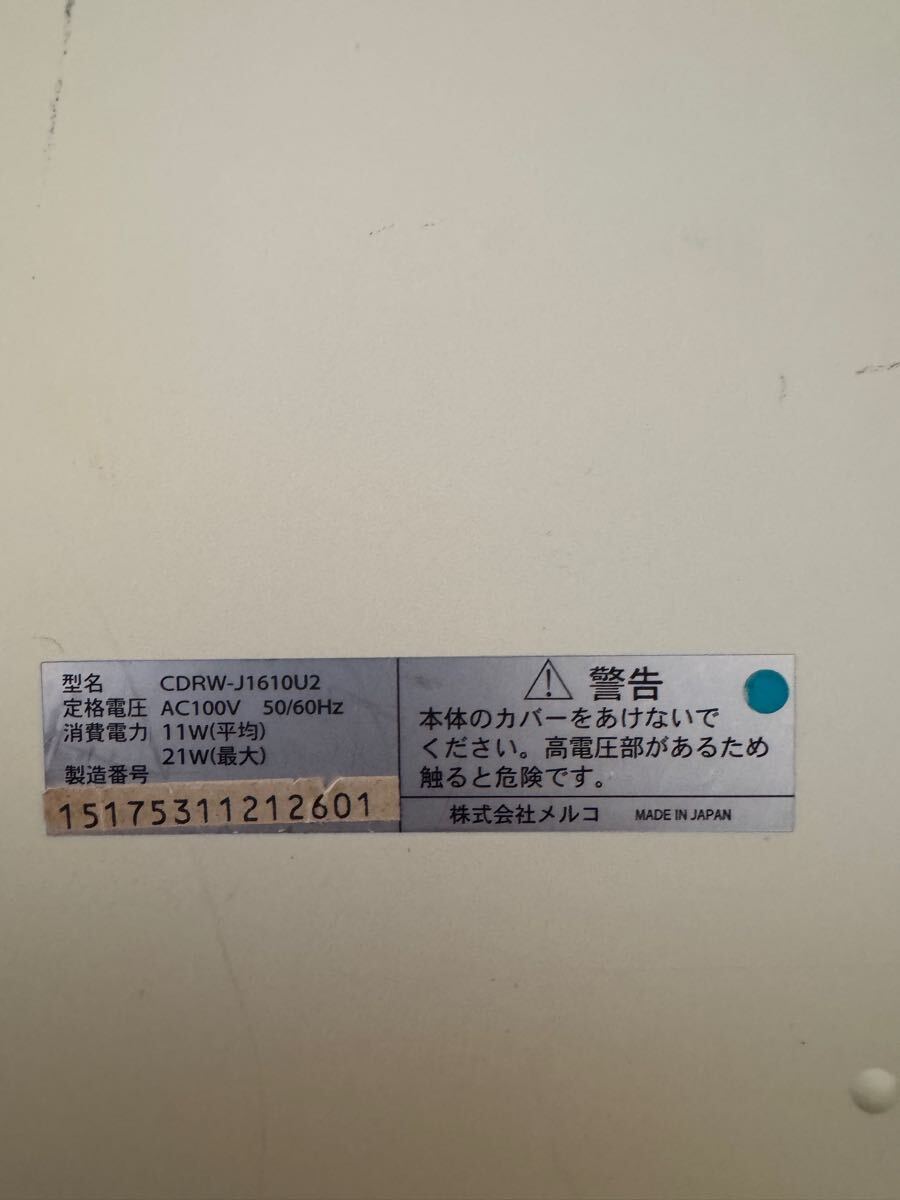 型名 CDRW-J1610U2
定格電圧 AC100V 50/60Hz
消費電力 11W(平均)
21W(最大)
製造番号
15175311212601
警告
本体のカバーをあけないで
ください。高電圧部があるため
触ると危険です。
株式会社メルコ MADE IN JAPAN